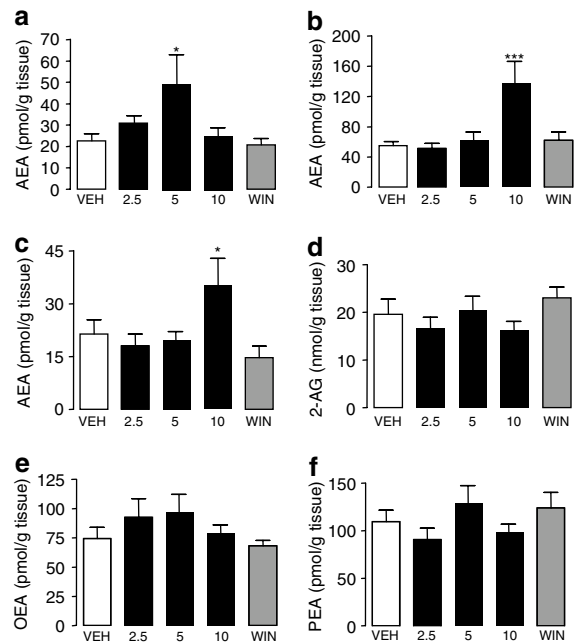 a
AEA (pmol/g tissue)
70
60
50
40
30
20
10
0
*
VEH 2.5 5 10 WIN
b
AEA (pmol/g tissue)
200
160
120
80
40
0
***
VEH 2.5 5 10 WIN
c
AEA (pmol/g tissue)
45
30
15
0
*
VEH 2.5 5 10 WIN
d
2-AG (nmol/g tissue)
30
20
10
0
VEH 2.5 5 10 WIN
e
OEA (pmol/g tissue)
125
100
75
50
25
0
VEH 2.5 5 10 WIN
f
PEA (pmol/g tissue)
150
100
50
0
VEH 2.5 5 10 WIN